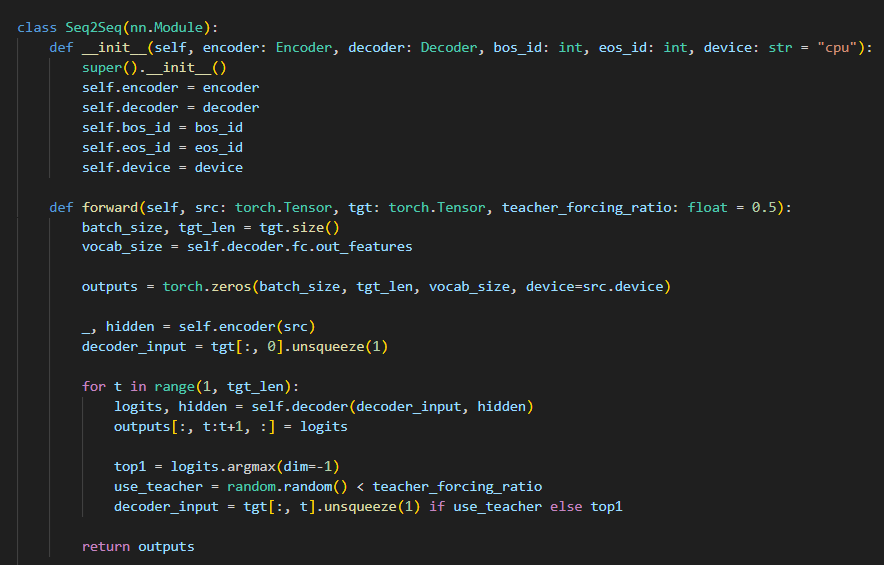 class Seq2Seq(nn.Module):
    def __init__(self, encoder: Encoder, decoder: Decoder, bos_id: int, eos_id: int, device: str = "cpu"):
        super().__init__()
        self.encoder = encoder
        self.decoder = decoder
        self.bos_id = bos_id
        self.eos_id = eos_id
        self.device = device

    def forward(self, src: torch.Tensor, tgt: torch.Tensor, teacher_forcing_ratio: float = 0.5):
        batch_size, tgt_len = tgt.size()
        vocab_size = self.decoder.fc.out_features

        outputs = torch.zeros(batch_size, tgt_len, vocab_size, device=src.device)

        _, hidden = self.encoder(src)
        decoder_input = tgt[:, 0].unsqueeze(1)

        for t in range(1, tgt_len):
            logits, hidden = self.decoder(decoder_input, hidden)
            outputs[:, t:t+1, :] = logits

            top1 = logits.argmax(dim=-1)
            use_teacher = random.random() < teacher_forcing_ratio
            decoder_input = tgt[:, t].unsqueeze(1) if use_teacher else top1

        return outputs